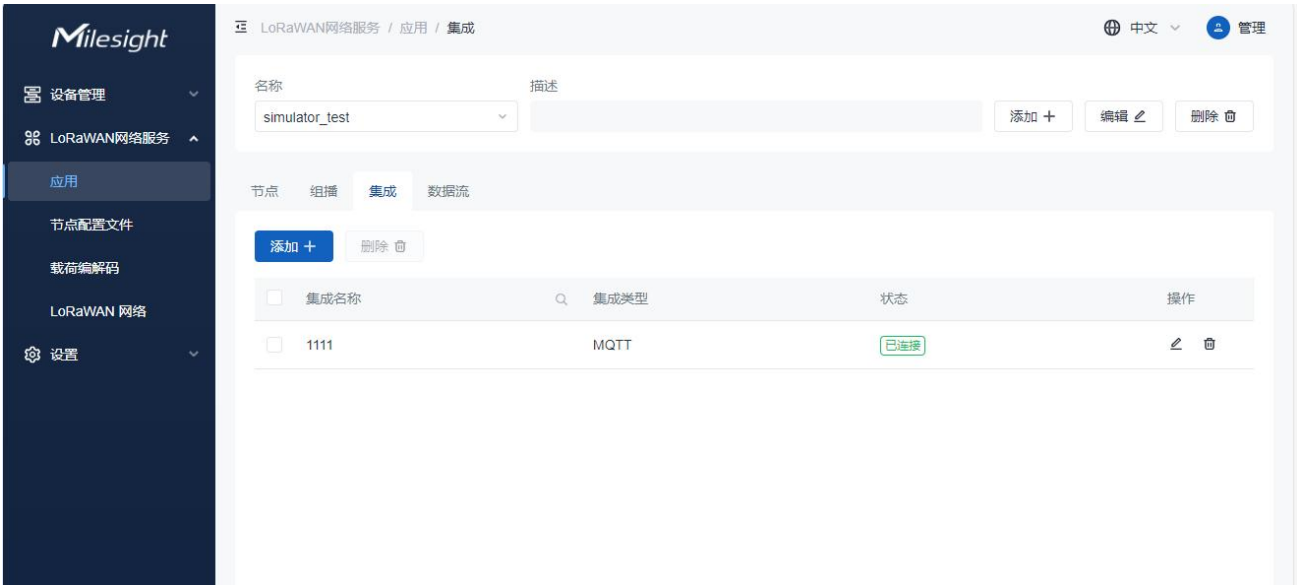 Milesight
设备管理
LoRaWAN网络服务
应用
节点配置文件
载荷编解码
LoRaWAN 网络
设置
LoRaWAN网络服务 / 应用 / 集成
中文
管理
名称
描述
simulator_test
添加
编辑
删除
节点 组播 集成 数据流
添加 删除
集成名称 集成类型 状态 操作
1111 MQTT 已连接